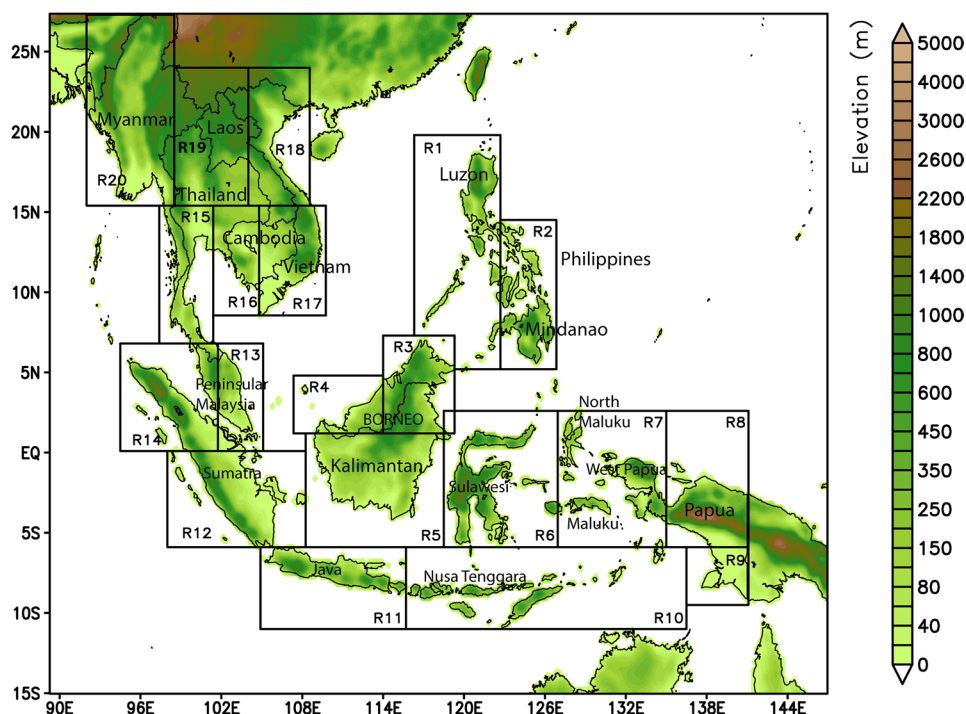 25N
20N
15N
10N
5N
EQ
5S
10S
15S
90E
96E
102E
108E
114E
120E
126E
132E
138E
144E
Myanmar
Laos
R19
R18
R20
Thailand
R15
Cambodia
Vietnam
R16
R17
R1
Luzon
R2
Philippines
Mindanao
R13
Peninsular
Malaysia
R14
R3
R4
BORNEO
Kalimantan
R5
Sumatra
R12
North
Maluku
R7
R8
West Papua
Sulawesi
Papua
Maluku
R6
R9
Java
Nusa Tenggara
R11
R10
Elevation (m)
5000
4000
3000
2600
2200
1800
1400
1000
800
600
450
350
250
150
80
40
0